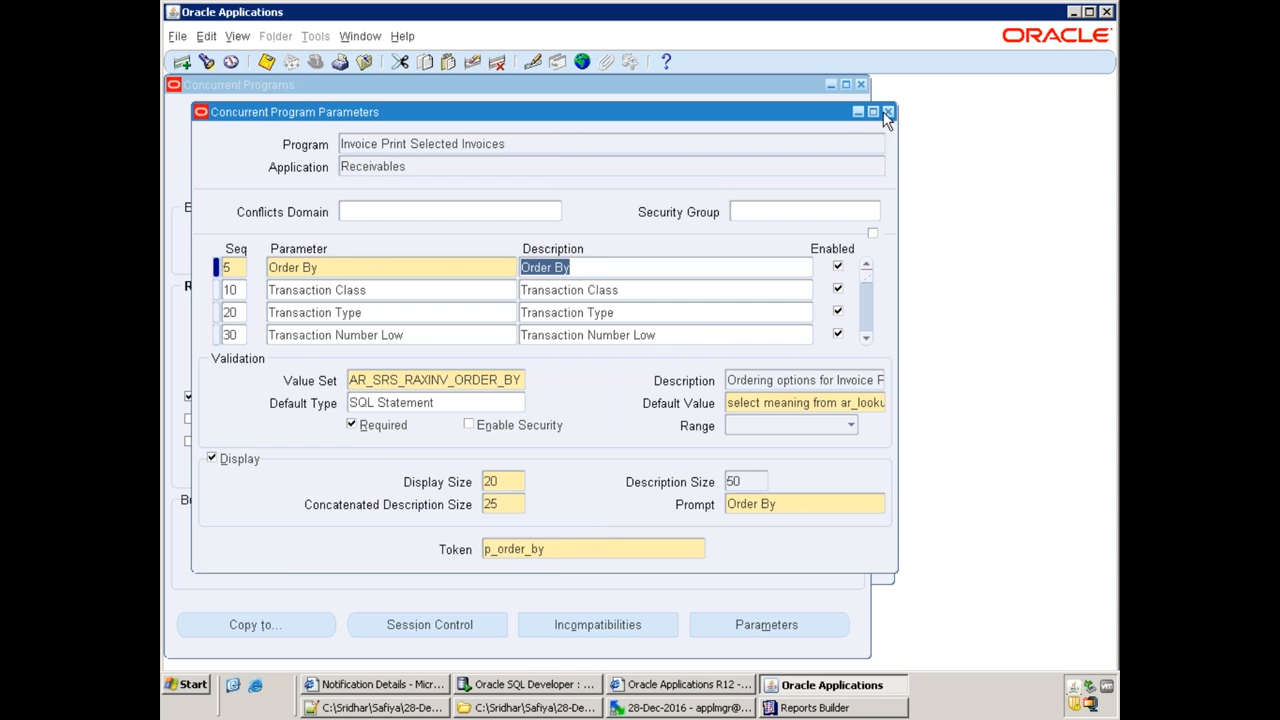 Oracle Applications
File Edit View Folder Tools Window Help
ORACLE
Concurrent Programs
Concurrent Program Parameters
Program Invoice Print Selected Invoices
Application Receivables
Conflicts Domain Security Group
Seq Parameter Description Enabled
5 Order By Order By
10 Transaction Class Transaction Class
20 Transaction Type Transaction Type
30 Transaction Number Low Transaction Number Low
Validation
Value Set AR_SRS_RAXINV_ORDER_BY Description Ordering options for Invoice P
Default Type SQL Statement Default Value select meaning from ar_looku
Required Enable Security Range
Display
Display Size 20 Description Size 50
Concatenated Description Size 25 Prompt Order By
Token p_order_by
Copy to... Session Control Incompatibilities Parameters
Start Notification Details - Micr... Oracle SQL Developer : ... Oracle Applications R12 -... Oracle Applications
C:\Sridhar\Safiya\28-De... C:\Sridhar\Safiya\28-De... 28-Dec-2016 - applmgr@... Reports Builder